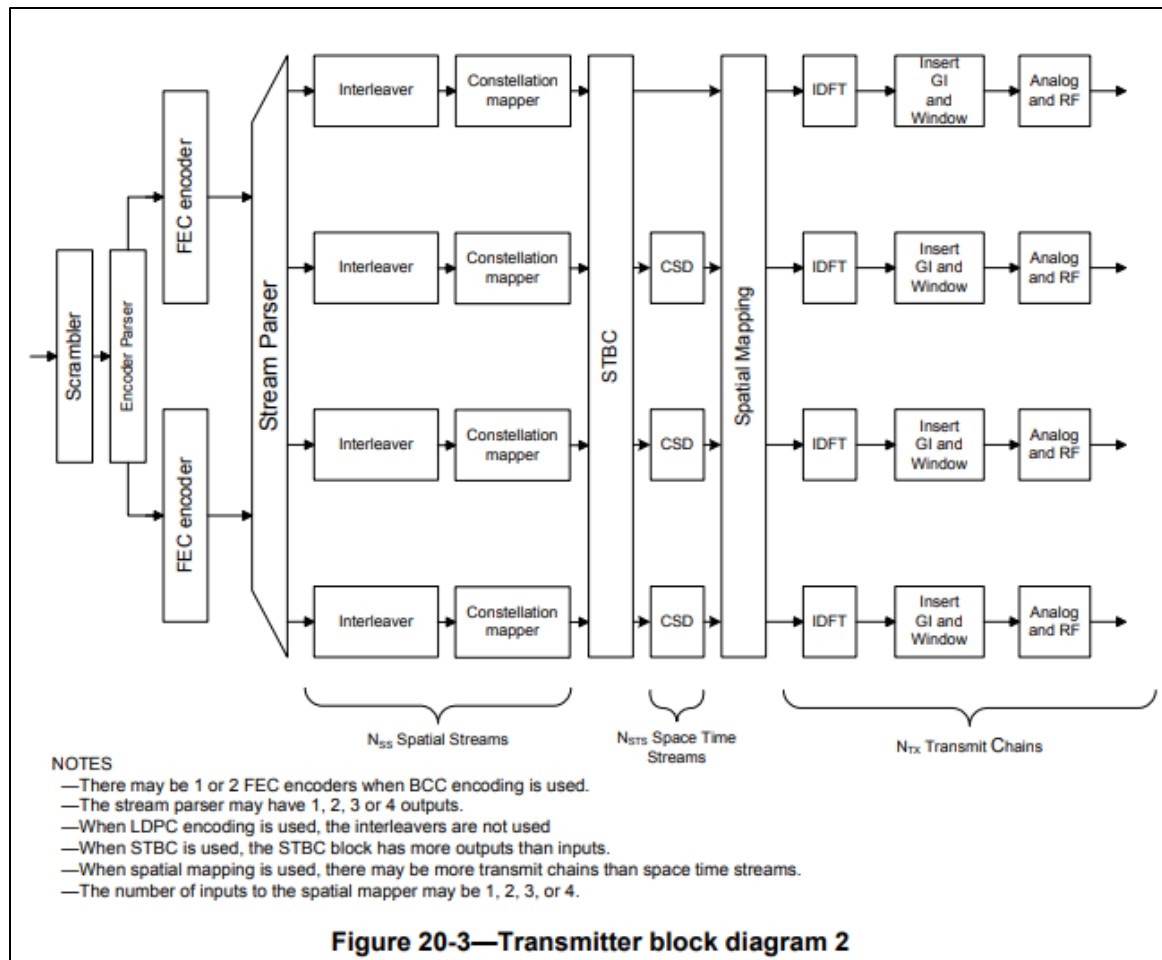 Scrambler
Encoder Parser
FEC encoder
FEC encoder
Stream Parser
Interleaver
Constellation
mapper
STBC
Spatial Mapping
IDFT
Insert
GI
and
Window
Analog
and RF
Interleaver
Constellation
mapper
CSD
IDFT
Insert
GI and
Window
Analog
and RF
Interleaver
Constellation
mapper
CSD
IDFT
Insert
GI and
Window
Analog
and RF
Interleaver
Constellation
mapper
CSD
IDFT
Insert
GI and
Window
Analog
and RF
NSS Spatial Streams
NSTS Space Time
Streams
NTX Transmit Chains
NOTES
—There may be 1 or 2 FEC encoders when BCC encoding is used.
—The stream parser may have 1, 2, 3 or 4 outputs.
—When LDPC encoding is used, the interleavers are not used
—When STBC is used, the STBC block has more outputs than inputs.
—When spatial mapping is used, there may be more transmit chains than space time streams.
—The number of inputs to the spatial mapper may be 1, 2, 3, or 4.
Figure 20-3—Transmitter block diagram 2